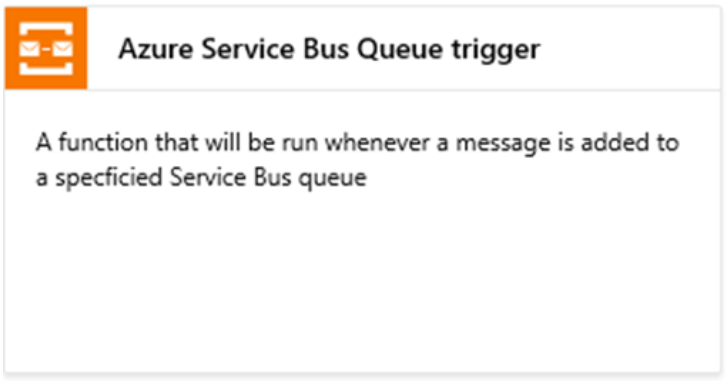 Azure Service Bus Queue trigger
A function that will be run whenever a message is added to
a specficied Service Bus queue